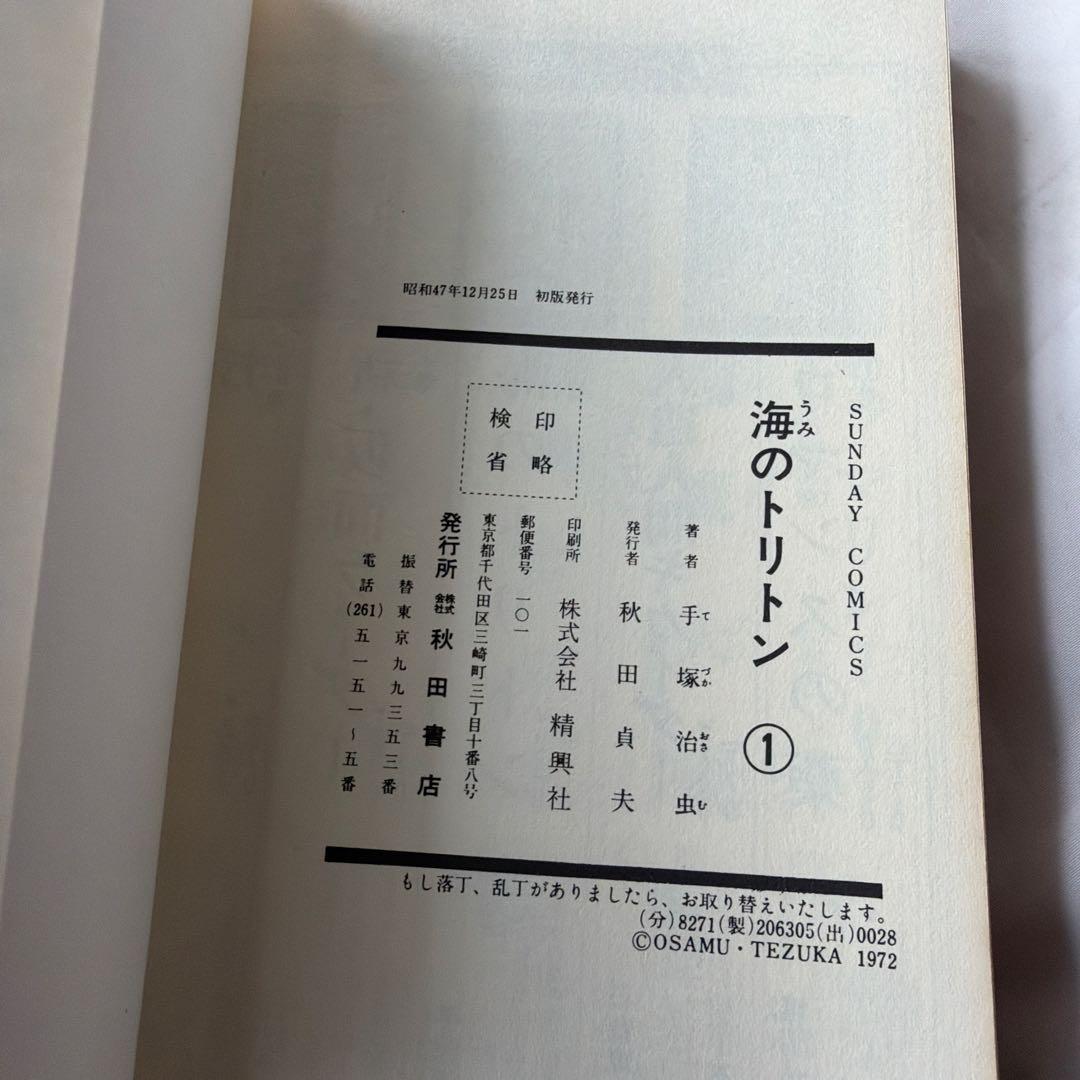 昭和47年12月25日 初版発行
SUNDAY COMICS
海のトリトン ①
うみ
著者 手塚治虫
てづかおさむ
発行者 秋田貞夫
印刷所 株式会社 精興社
郵便番号 一〇一
東京都千代田区三崎町三丁目十番八号
発行所 株式会社 秋田書店
振替東京九九三五三番
電話(261)五一五一〜五番
検印
省略
もし落丁、乱丁がありましたら、お取り替えいたします。
(分)8271(製)206305(出)0028
©OSAMU・TEZUKA 1972